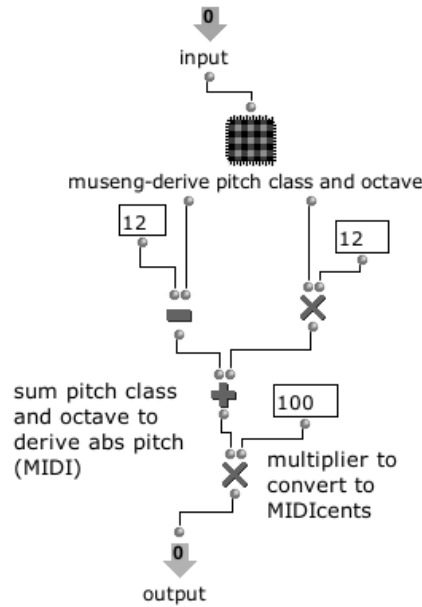 0
input
museng-derive pitch class and octave
12
12
sum pitch class
and octave to
derive abs pitch
(MIDI)
100
multiplier to
convert to
MIDIcents
0
output